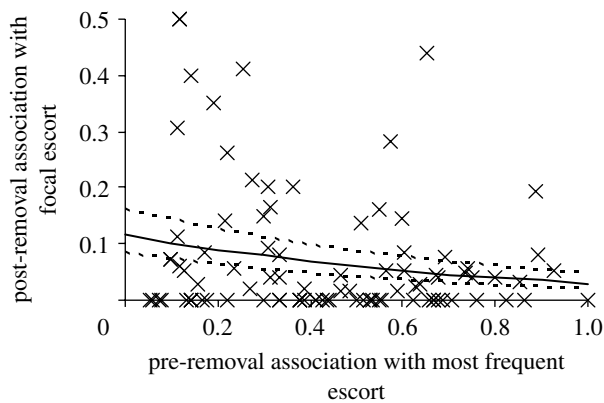 post-removal association with
focal escort
0.5
0.4
0.3
0.2
0.1
0
0.2
0.4
0.6
0.8
1.0
pre-removal association with most frequent
escort